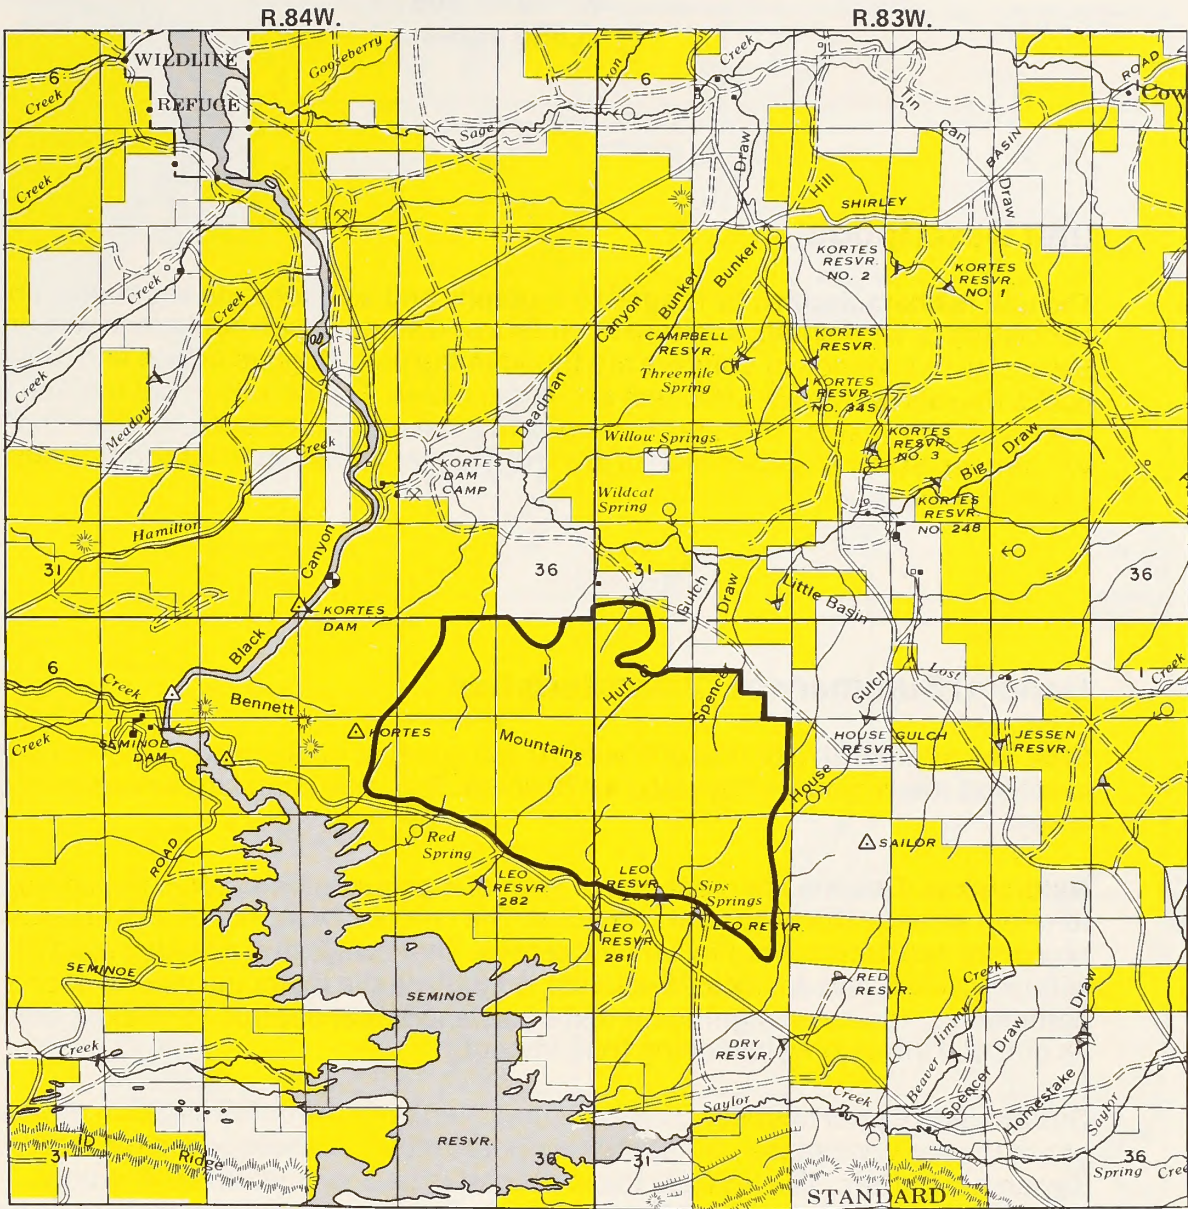 R.84W.
R.83W.
WILDLIFE
REFUGE
6
Creek
Gooseberry
Iron
6
Creek
Tin
Can
ROAD
Cow
BASIN
Creek
Sage
Draw
Hill
SHIRLEY
Draw
Creek
Bunker
Bunker
Canyon
KORTES
RESVR.
NO. 2
KORTES
RESVR.
NO. 1
Creek
Creek
CAMPBELL
RESVR.
Threemile
Spring
KORTES
RESVR.
KORTES
RESVR.
NO. 34S
Creek
Meadow
Creek
Deadman
Willow Springs
KORTES
RESVR.
NO. 3
Big Draw
KORTES
DAM
CAMP
Wildcat
Spring
KORTES
RESVR
NO. 24B
Hamilton
Canyon
31
36
31
36
Gulch
Draw
Little Basin
KORTES
DAM
Black
6
Creek
1
Hurt 6
Spencer
Gulch
Lost
1
Creek
Bennett
Creek
SEMINOE
DAM
KORTES
Mountains
HOUSE GULCH
RESVR.
JESSEN
RESVR.
House
ROAD
Red
Spring
SAILOR
LEO
RESVR.
282
LEO
RESVR.
Sips
Springs
LEO RESVR.
LEO
RESVR
281
SEMINOE
SEMINOE
RED
RESVR.
Creek
Jimmy
Beaver
Draw
Draw
Creek
DRY
RESVR.
Creek
Saylor
Spencer
Homestake
Saylor
RESVR.
ID
31
Ridge
36
31
36
Spring
Cre
STANDARD